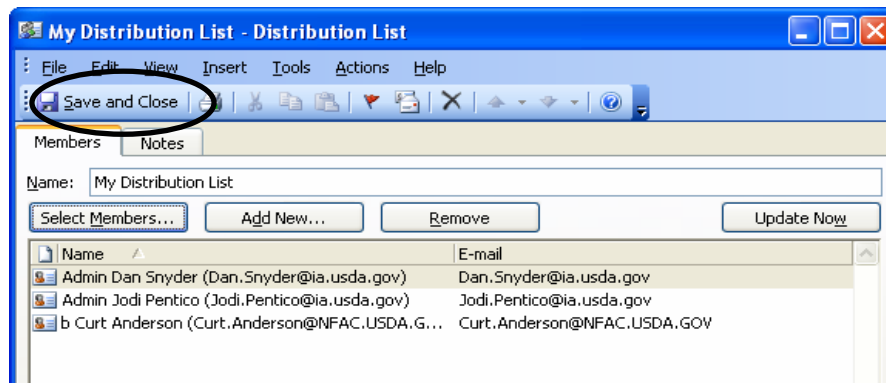 My Distribution List - Distribution List
File Edit View Insert Tools Actions Help
Save and Close
Members Notes
Name: My Distribution List
Select Members... Add New... Remove Update Now
Name E-mail
Admin Dan Snyder (Dan.Snyder@ia.usda.gov) Dan.Snyder@ia.usda.gov
Admin Jodi Pentico (Jodi.Pentico@ia.usda.gov) Jodi.Pentico@ia.usda.gov
b Curt Anderson (Curt.Anderson@NFAC.USDA.G... Curt.Anderson@NFAC.USDA.GOV